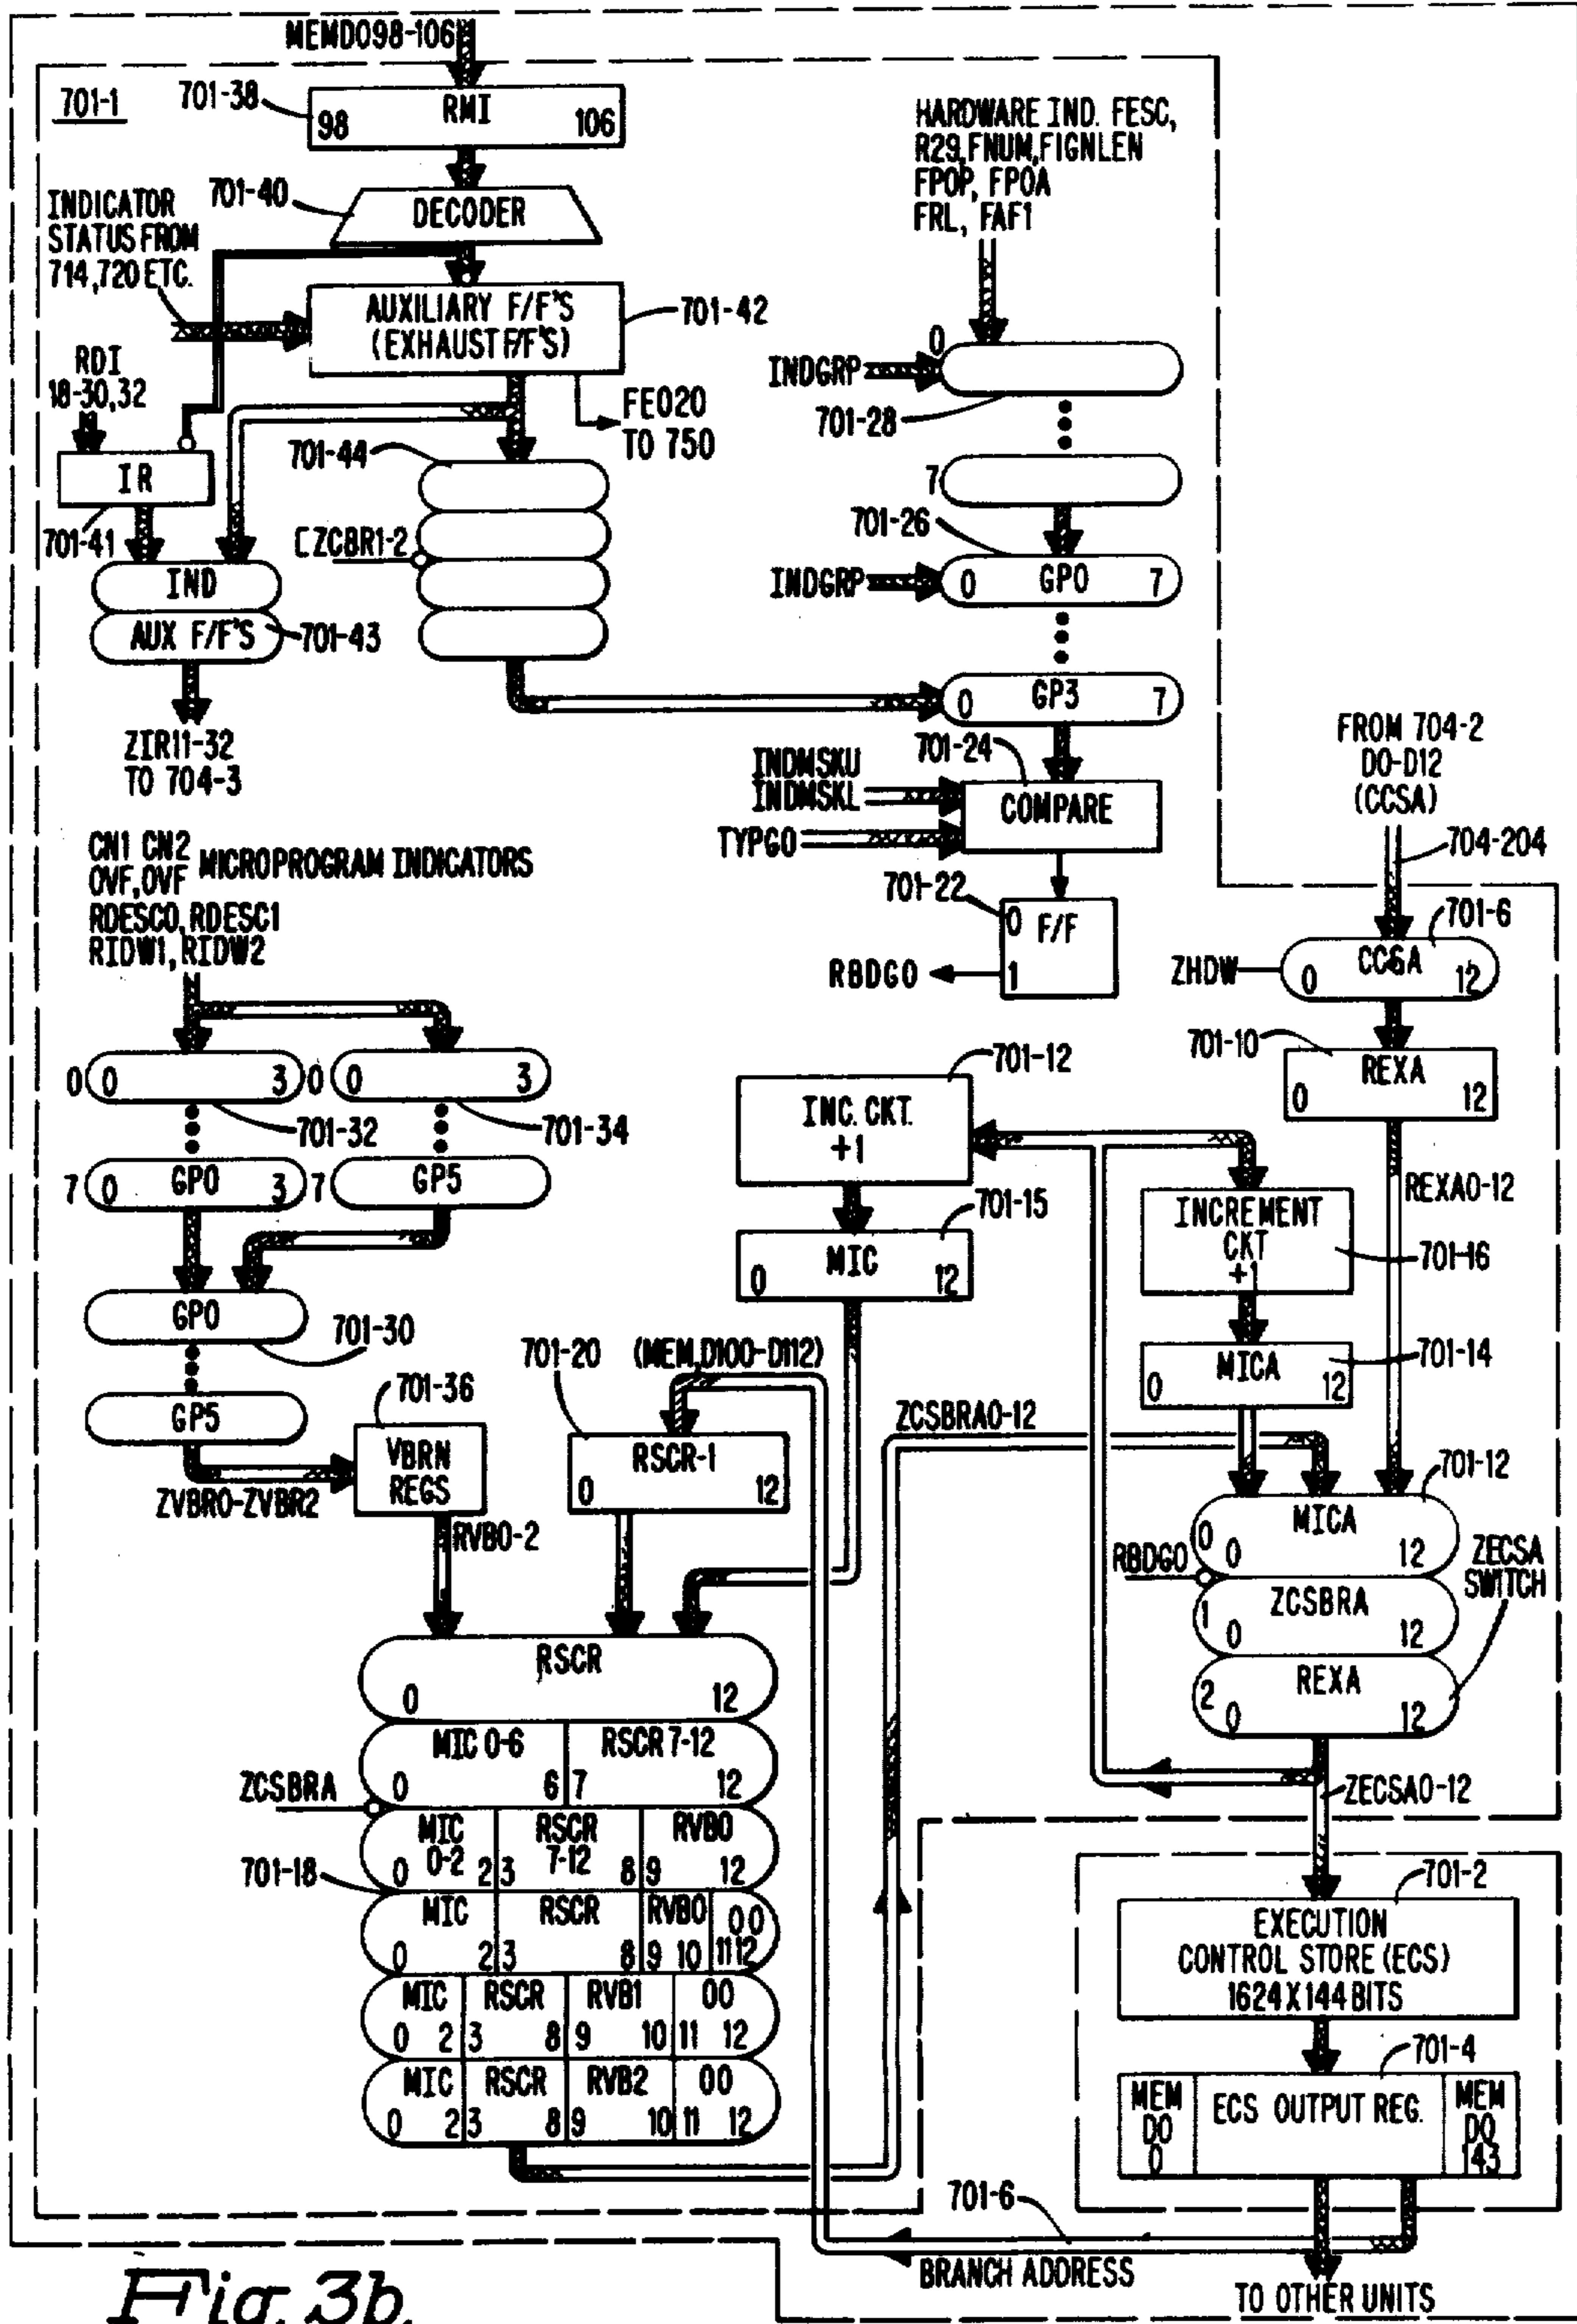 MEMDO98-106
701-1
701-38
RMI
98
106
HARDWARE IND. FESC,
R29,FNUM,FIGNLEN
FPOP, FPOA
FRL, FAF1
701-40
DECODER
INDICATOR
STATUS FROM
714,720 ETC.
AUXILIARY F/F'S
(EXHAUST F/F'S)
701-42
RDI
18-30,32
FE020
TO 750
0
INDGRP
701-28
IR
701-41
701-44
CZCBR1-2
7
701-26
INDGRP
0 GPO 7
IND
AUX F/F'S
701-43
0 GP3 7
ZIR11-32
TO 704-3
701-24
INDMSKU
INDMSKL
TYPGO
COMPARE
FROM 704-2
DO-D12
(CCSA)
704-204
CN1 CN2
OVF,OVF
MICROPROGRAM INDICATORS
RDESCO, RDESC1
RIDW1, RIDW2
701-22
0 F/F
1
RBDGO
701-6
ZHDW
CCSA
0 12
701-10
REXA
0 12
REXA0-12
0 0 3
0 0 3
701-32
701-34
7 0 GPO 3
7 GP5
701-12
INC. CKT.
+1
701-15
MIC
0 12
INCREMENT
CKT
+1
701-16
GPO
701-30
GP5
701-14
MICA
0 12
701-20
(MEM,D100-D112)
RSCR-1
0 12
701-36
VBRN
REGS
ZVBRO-ZVBR2
RVBO-2
ZCSBRA0-12
701-12
MICA
0 0 12
RBDGO
ZCSBRA
1 0 12
REXA
2 0 12
ZECSA
SWITCH
RSCR
0 12
MIC 0-6 RSCR 7-12
0 6 7 12
ZCSBRA
MIC RSCR RVBO
0-2 7-12
0 2 3 8 9 12
701-18
MIC RSCR RVBO 00
0 2 3 8 9 10 11 12
MIC RSCR RVB1 00
0 2 3 8 9 10 11 12
MIC RSCR RVB2 00
0 2 3 8 9 10 11 12
ZECSA0-12
701-2
EXECUTION
CONTROL STORE (ECS)
1624 X 144 BITS
701-4
MEM
DO
0
ECS OUTPUT REG.
MEM
DO
143
701-6
BRANCH ADDRESS
TO OTHER UNITS
Fig. 3b.